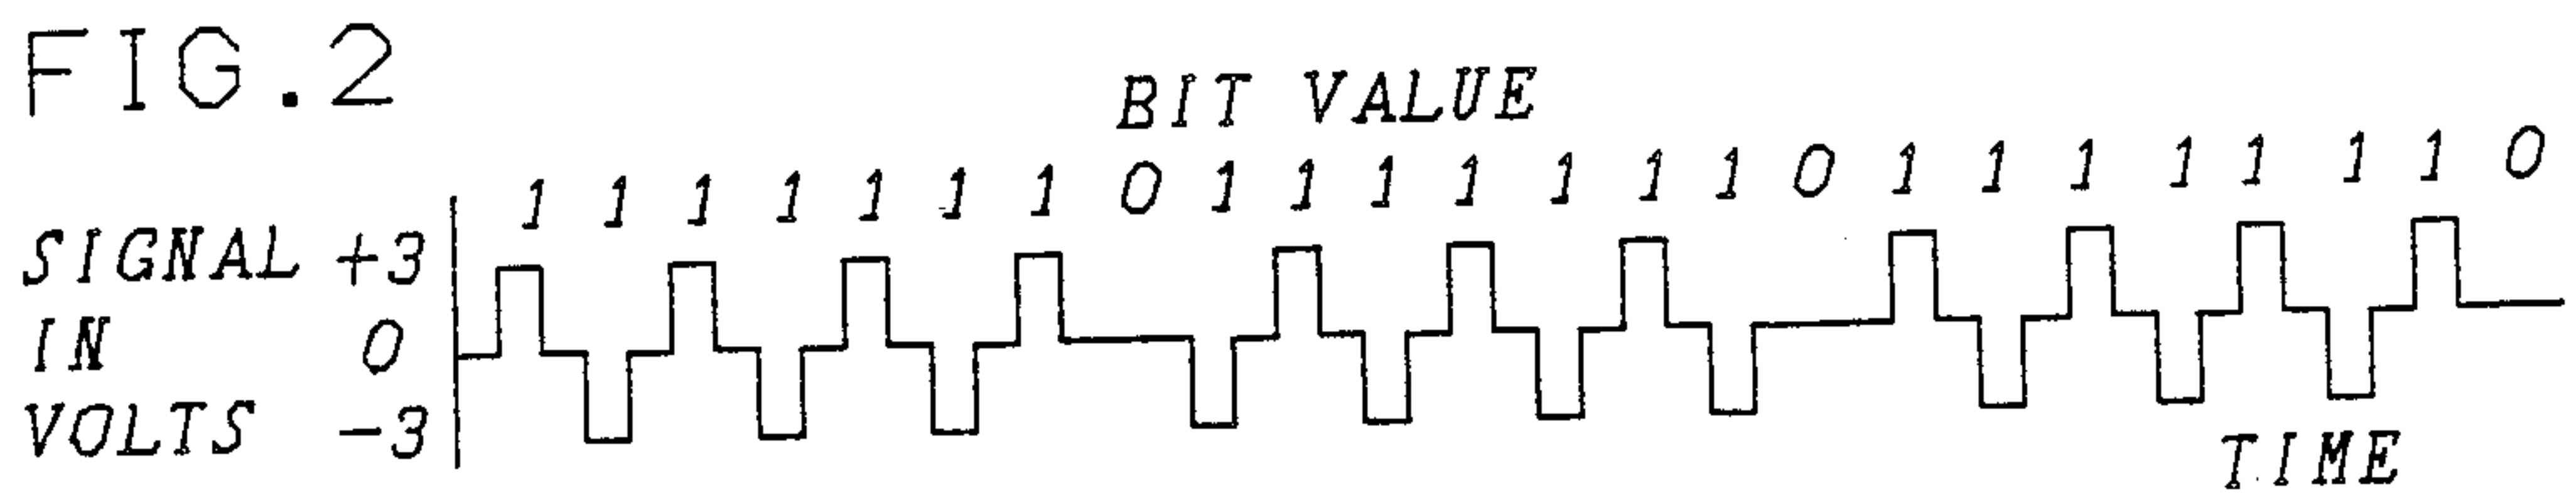 FIG.2
BIT VALUE
1 1 1 1 1 1 1 0 1 1 1 1 1 1 1 0 1 1 1 1 1 1 1 0
SIGNAL +3
IN 0
VOLTS -3
TIME